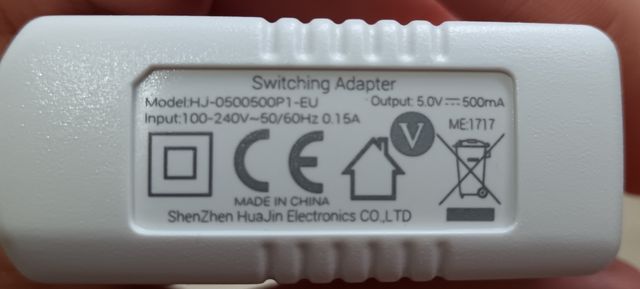 Switching Adapter
Model:HJ-0500500P1-EU Output: 5.0V⎓500mA
Input:100-240V~50/60Hz 0.15A
V
ME:1717
CE
MADE IN CHINA
ShenZhen HuaJin Electronics CO.,LTD